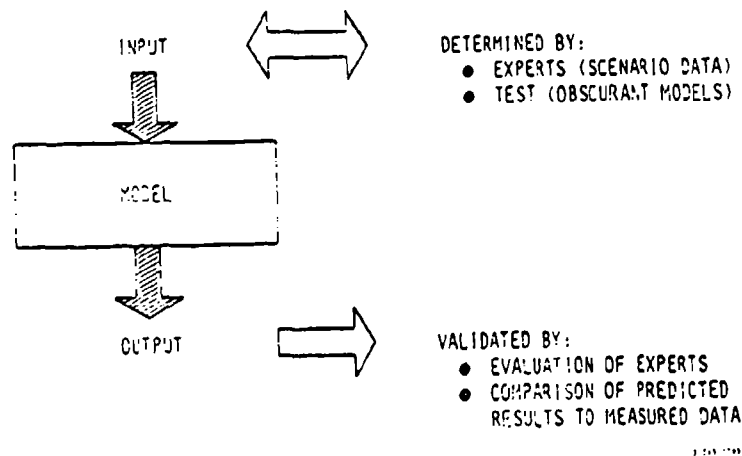 INPUT
DETERMINED BY:
● EXPERTS (SCENARIO DATA)
● TEST (OBSCURANT MODELS)
MODEL
OUTPUT
VALIDATED BY:
● EVALUATION OF EXPERTS
● COMPARISON OF PREDICTED
RESULTS TO MEASURED DATA